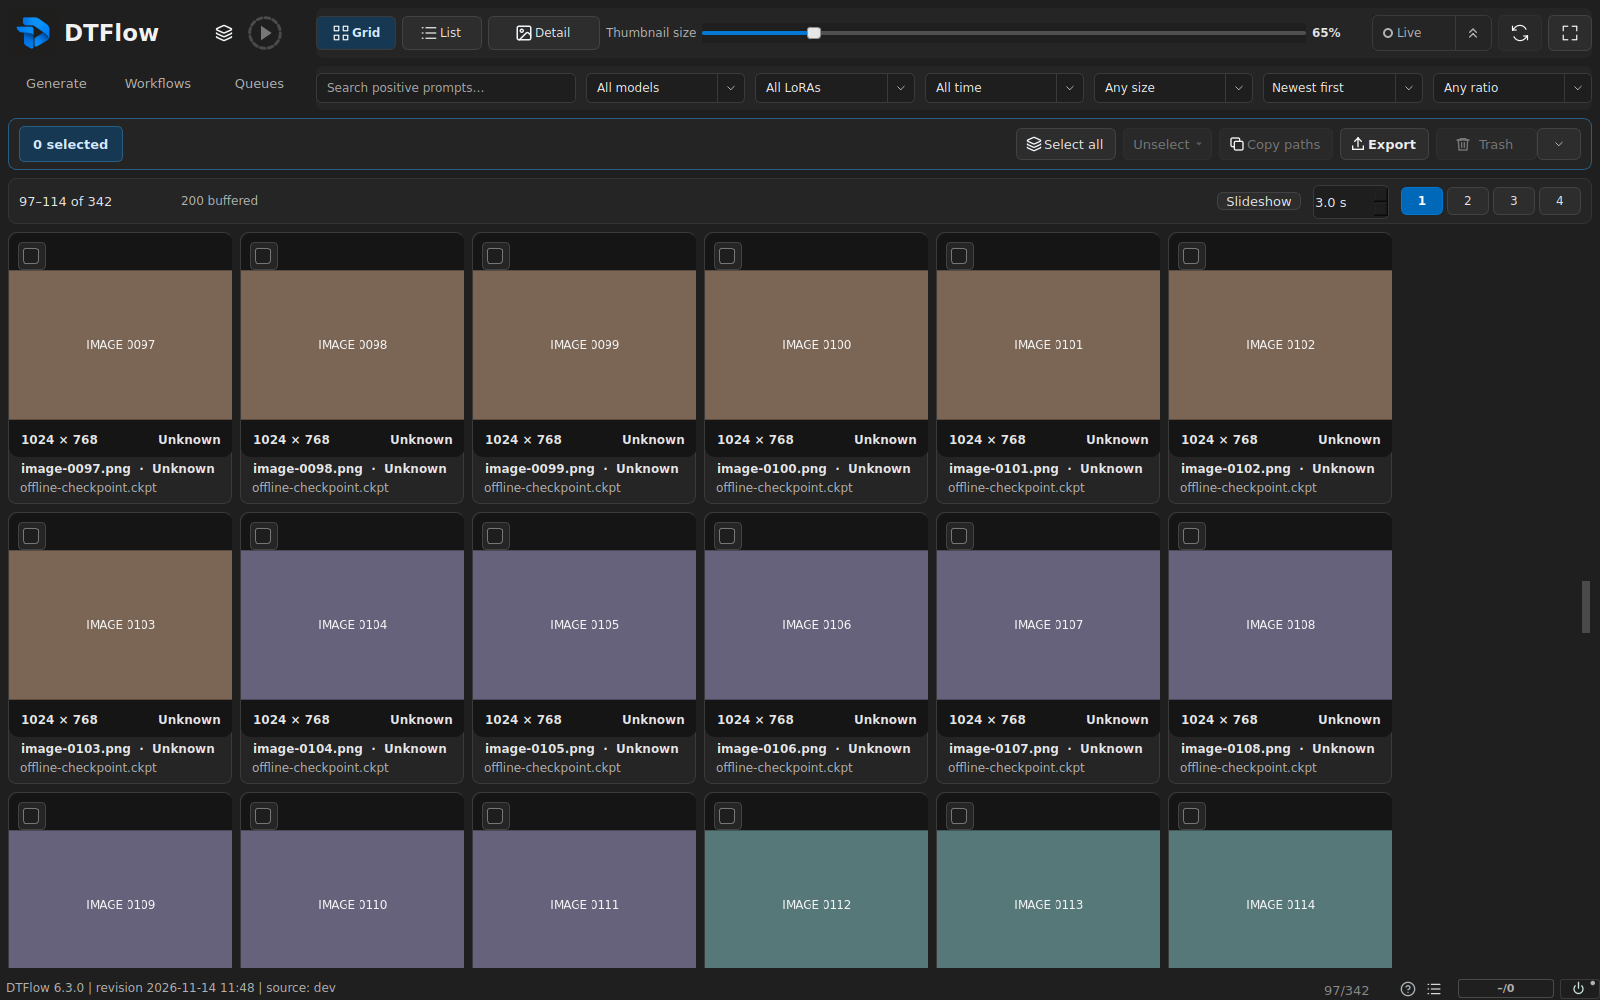 DTFlow
Grid List Detail Thumbnail size 65% Live
Generate Workflows Queues
Search positive prompts... All models All LoRAs All time Any size Newest first Any ratio
0 selected Select all Unselect Copy paths Export Trash
97–114 of 342 200 buffered Slideshow 3.0 s 1 2 3 4
IMAGE 0097 IMAGE 0098 IMAGE 0099 IMAGE 0100 IMAGE 0101 IMAGE 0102
1024 × 768 Unknown 1024 × 768 Unknown 1024 × 768 Unknown 1024 × 768 Unknown 1024 × 768 Unknown 1024 × 768 Unknown
image-0097.png · Unknown image-0098.png · Unknown image-0099.png · Unknown image-0100.png · Unknown image-0101.png · Unknown image-0102.png · Unknown
offline-checkpoint.ckpt offline-checkpoint.ckpt offline-checkpoint.ckpt offline-checkpoint.ckpt offline-checkpoint.ckpt offline-checkpoint.ckpt
IMAGE 0103 IMAGE 0104 IMAGE 0105 IMAGE 0106 IMAGE 0107 IMAGE 0108
1024 × 768 Unknown 1024 × 768 Unknown 1024 × 768 Unknown 1024 × 768 Unknown 1024 × 768 Unknown 1024 × 768 Unknown
image-0103.png · Unknown image-0104.png · Unknown image-0105.png · Unknown image-0106.png · Unknown image-0107.png · Unknown image-0108.png · Unknown
offline-checkpoint.ckpt offline-checkpoint.ckpt offline-checkpoint.ckpt offline-checkpoint.ckpt offline-checkpoint.ckpt offline-checkpoint.ckpt
IMAGE 0109 IMAGE 0110 IMAGE 0111 IMAGE 0112 IMAGE 0113 IMAGE 0114
DTFlow 6.3.0 | revision 2026-11-14 11:48 | source: dev 97/342 –/0